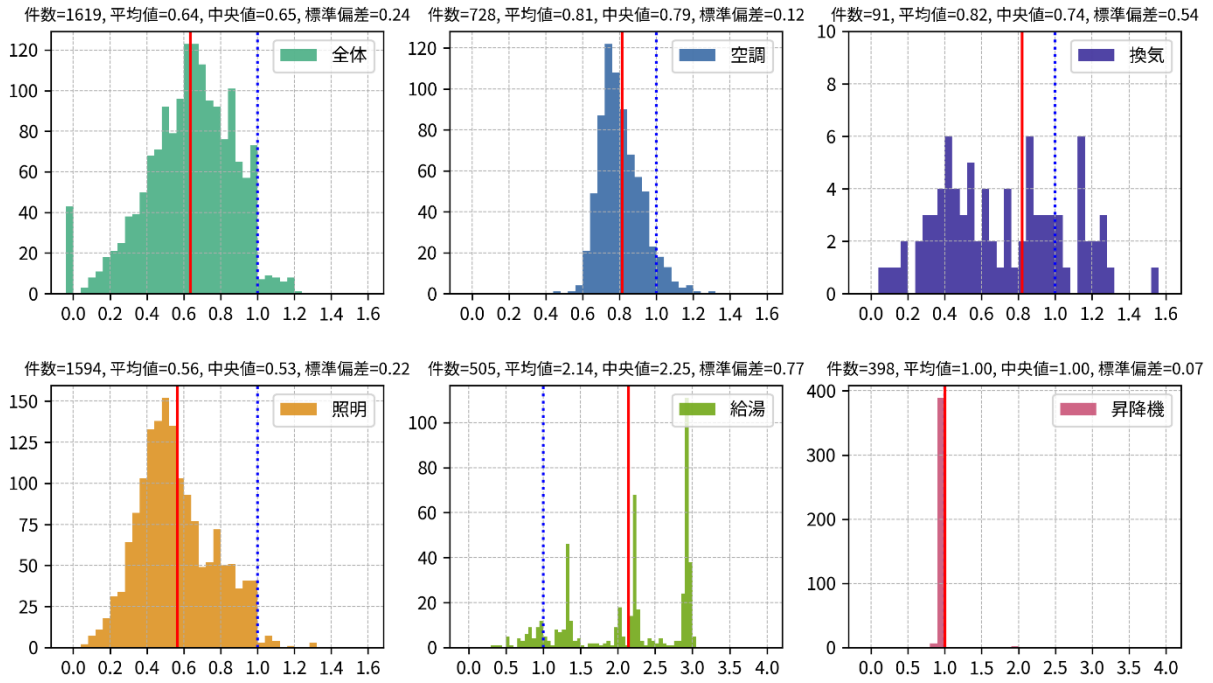 件数=1619, 平均値=0.64, 中央値=0.65, 標準偏差=0.24
全体
120
100
80
60
40
20
0
0.0 0.2 0.4 0.6 0.8 1.0 1.2 1.4 1.6
件数=728, 平均値=0.81, 中央値=0.79, 標準偏差=0.12
空調
120
100
80
60
40
20
0
0.0 0.2 0.4 0.6 0.8 1.0 1.2 1.4 1.6
件数=91, 平均値=0.82, 中央値=0.74, 標準偏差=0.54
換気
10
8
6
4
2
0
0.0 0.2 0.4 0.6 0.8 1.0 1.2 1.4 1.6
件数=1594, 平均値=0.56, 中央値=0.53, 標準偏差=0.22
照明
150
125
100
75
50
25
0
0.0 0.2 0.4 0.6 0.8 1.0 1.2 1.4 1.6
件数=505, 平均値=2.14, 中央値=2.25, 標準偏差=0.77
給湯
100
80
60
40
20
0
0.0 0.5 1.0 1.5 2.0 2.5 3.0 3.5 4.0
件数=398, 平均値=1.00, 中央値=1.00, 標準偏差=0.07
昇降機
400
300
200
100
0
0.0 0.5 1.0 1.5 2.0 2.5 3.0 3.5 4.0